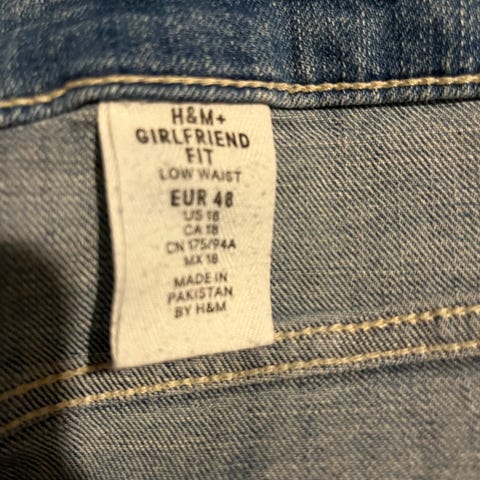 H&M+
GIRLFRIEND
FIT
LOW WAIST
EUR 48
US 18
CA 18
CN 175/94A
MX 18
MADE IN
PAKISTAN
BY H&M